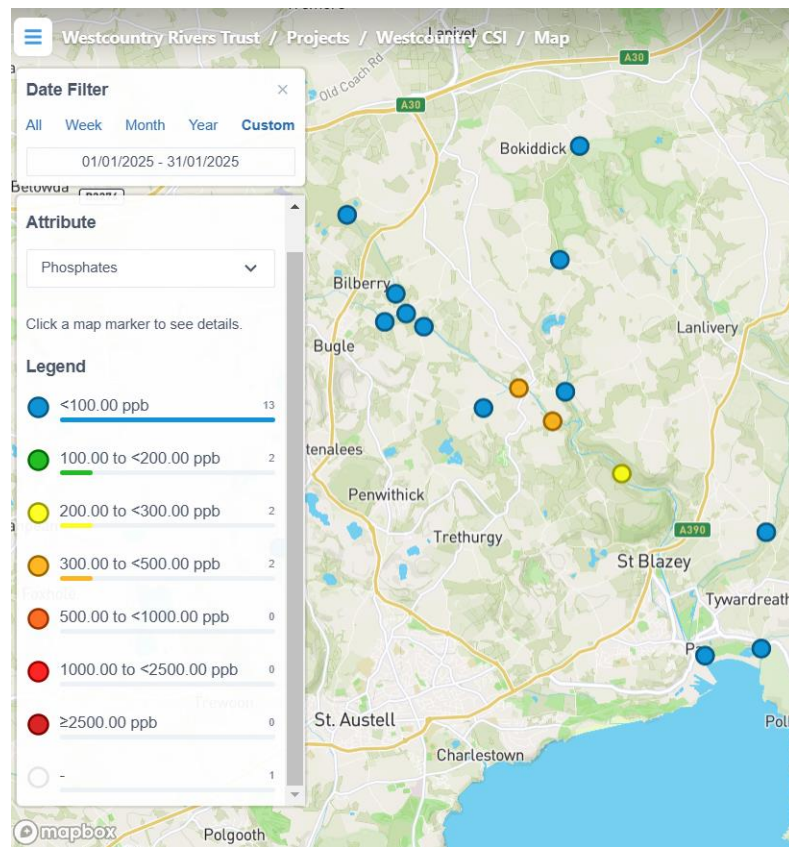 Lanivet
Westcountry Rivers Trust / Projects / Westcountry CSI / Map
A30
Old Coach Rd
Date Filter
×
A30
All Week Month Year Custom
Bokiddick
01/01/2025 - 31/01/2025
Belowda
Attribute
Phosphates
Bilberry
Click a map marker to see details.
Lanlivery
Bugle
Legend
<100.00 ppb 13
100.00 to <200.00 ppb 2
tenalees
Penwithick
200.00 to <300.00 ppb 2
Trethurgy
A390
300.00 to <500.00 ppb 2
St Blazey
Tywardreath
500.00 to <1000.00 ppb 0
1000.00 to <2500.00 ppb 0
≥2500.00 ppb 0
St. Austell
Pol
Charlestown
- 1
mapbox
Polgooth